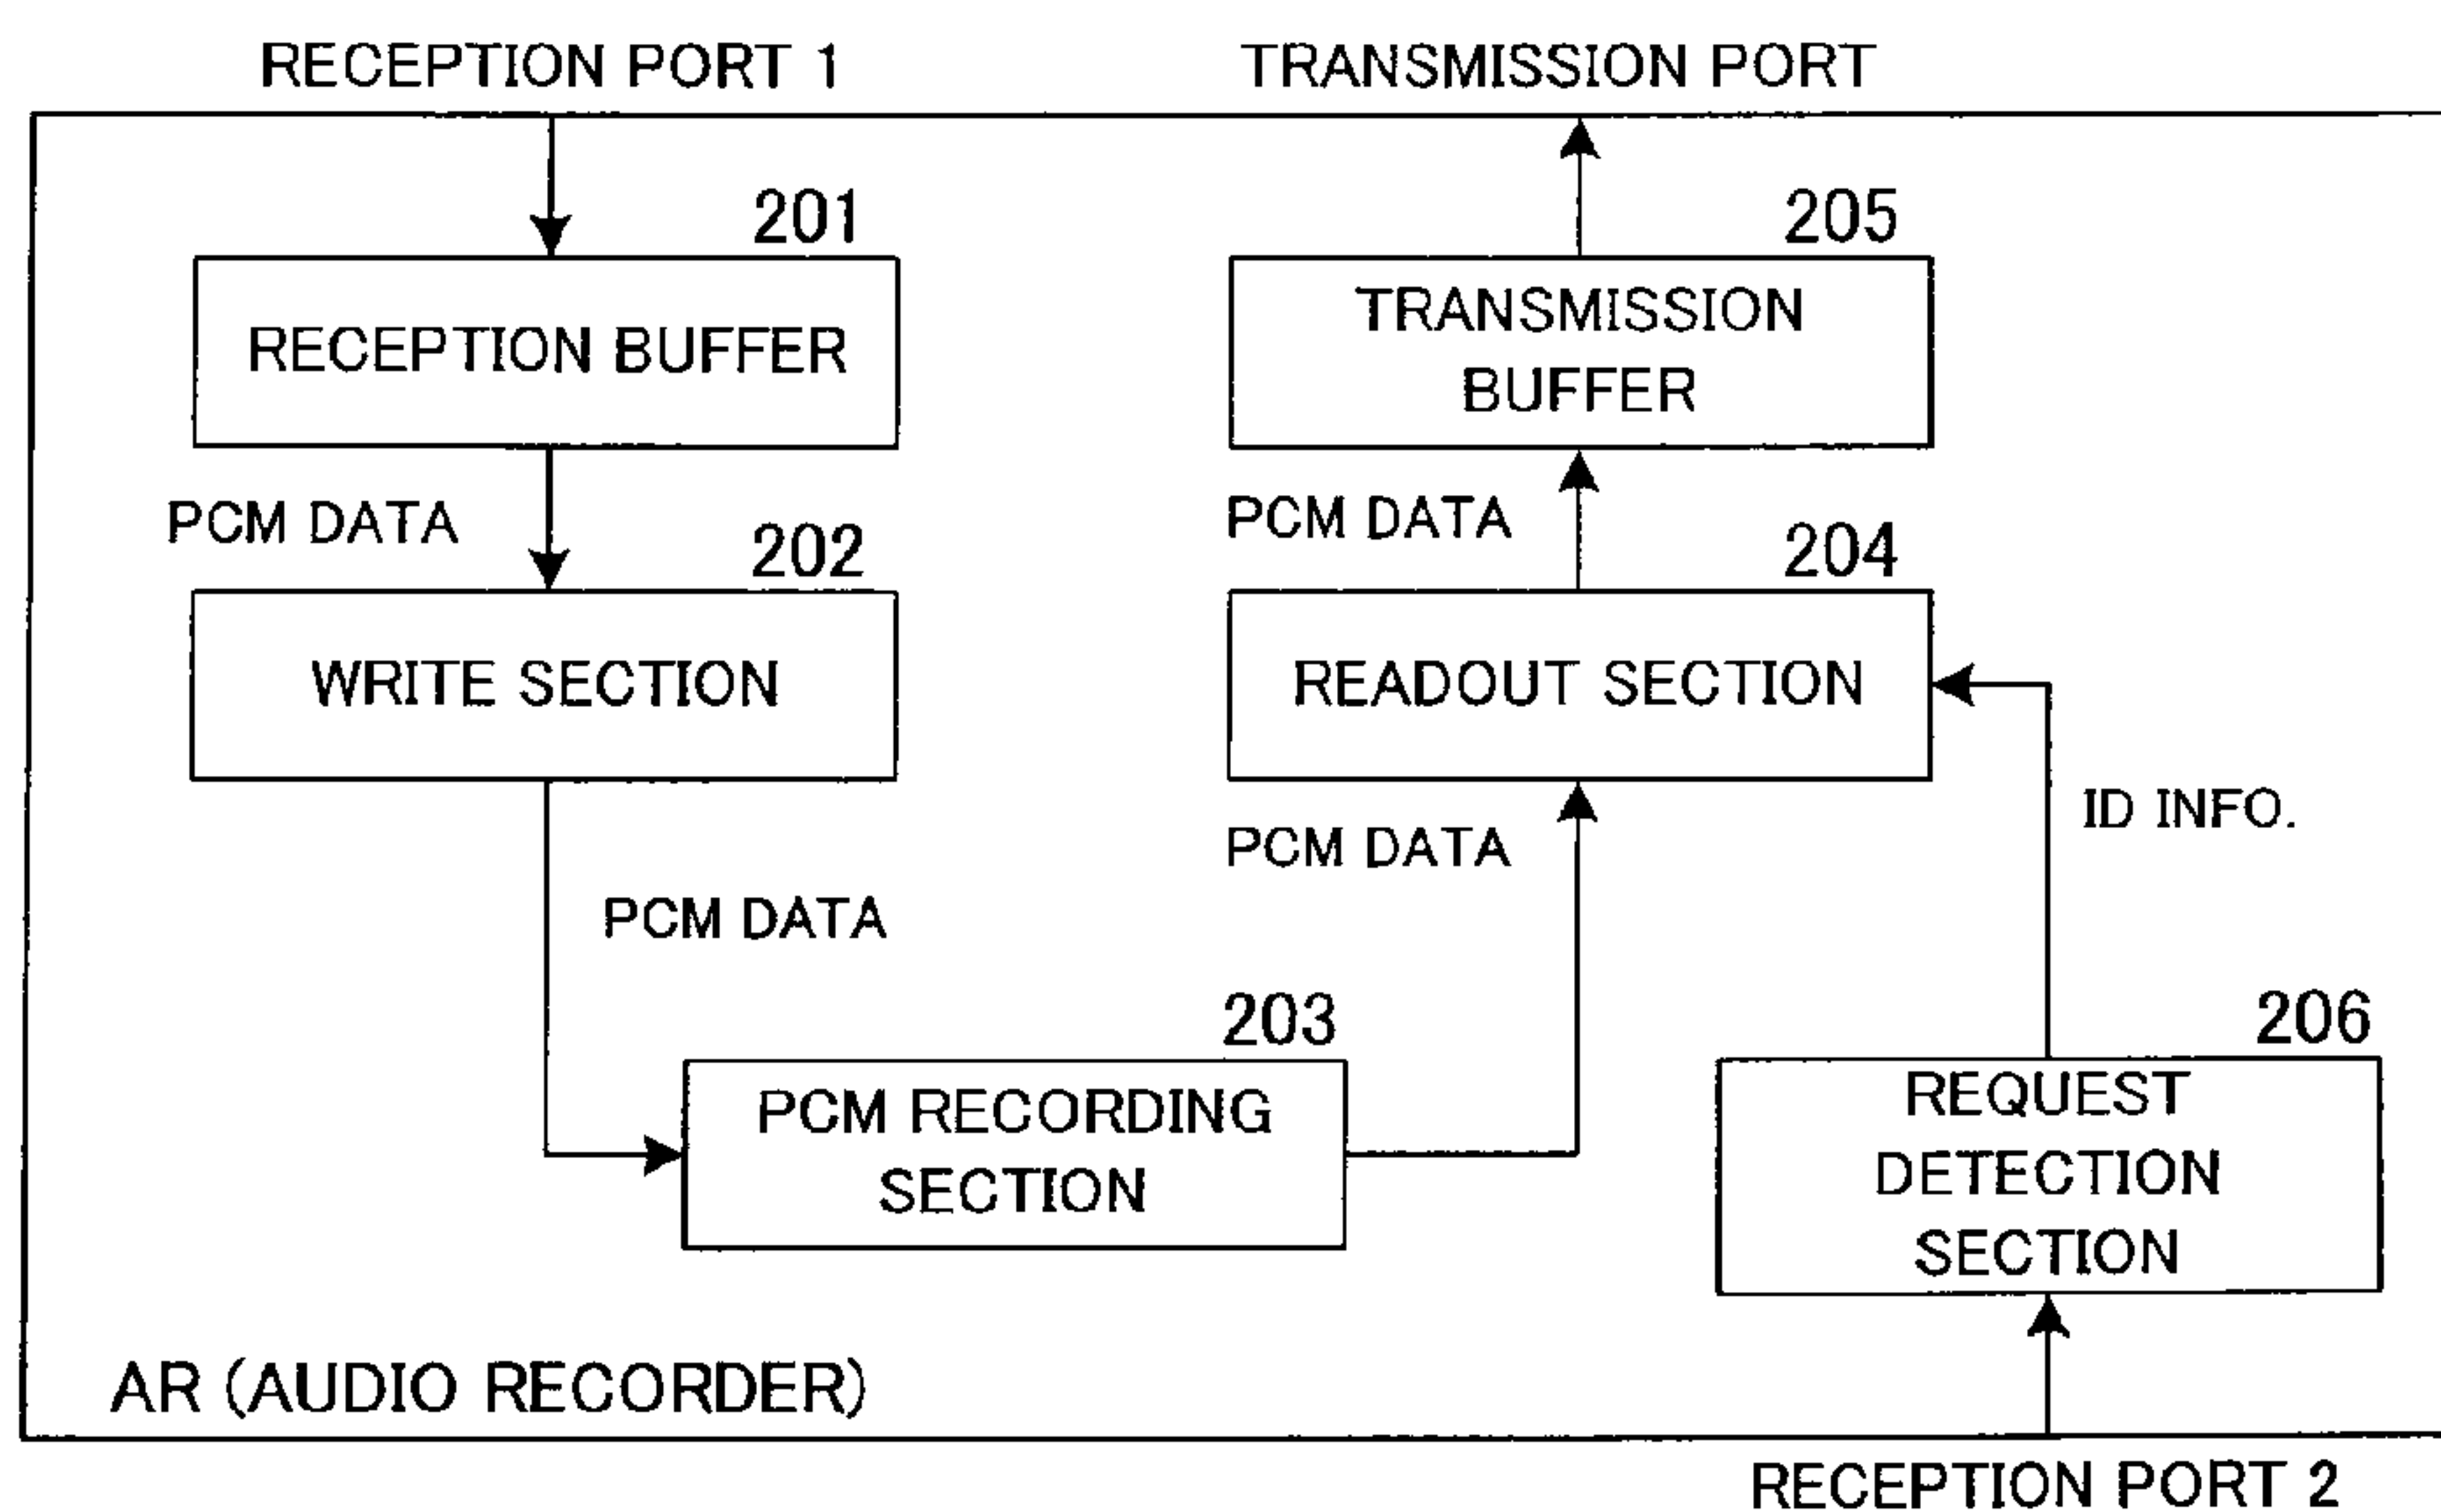 RECEPTION PORT 1
TRANSMISSION PORT
201
RECEPTION BUFFER
205
TRANSMISSION
BUFFER
PCM DATA
PCM DATA
202
WRITE SECTION
204
READOUT SECTION
ID INFO.
PCM DATA
PCM DATA
203
PCM RECORDING
SECTION
206
REQUEST
DETECTION
SECTION
AR (AUDIO RECORDER)
RECEPTION PORT 2